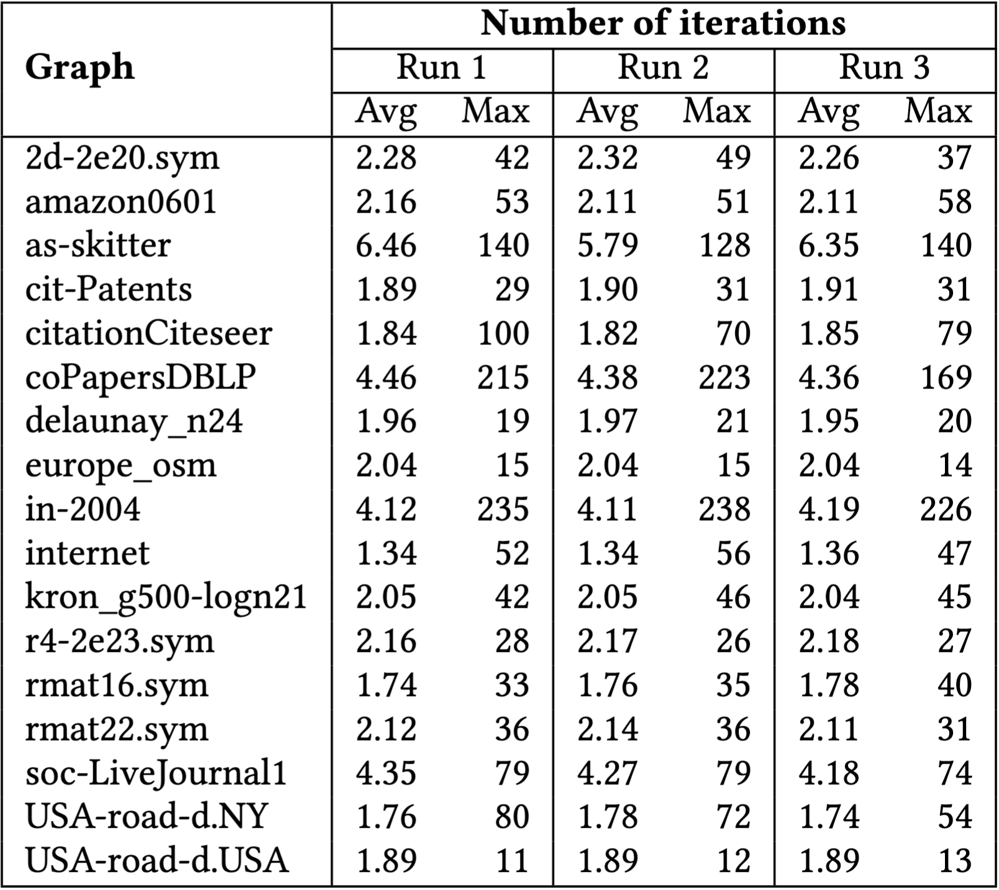 Number of iterations
Graph Run 1 Run 2 Run 3
Avg Max Avg Max Avg Max
2d-2e20.sym 2.28 42 2.32 49 2.26 37
amazon0601 2.16 53 2.11 51 2.11 58
as-skitter 6.46 140 5.79 128 6.35 140
cit-Patents 1.89 29 1.90 31 1.91 31
citationCiteseer 1.84 100 1.82 70 1.85 79
coPapersDBLP 4.46 215 4.38 223 4.36 169
delaunay_n24 1.96 19 1.97 21 1.95 20
europe_osm 2.04 15 2.04 15 2.04 14
in-2004 4.12 235 4.11 238 4.19 226
internet 1.34 52 1.34 56 1.36 47
kron_g500-logn21 2.05 42 2.05 46 2.04 45
r4-2e23.sym 2.16 28 2.17 26 2.18 27
rmat16.sym 1.74 33 1.76 35 1.78 40
rmat22.sym 2.12 36 2.14 36 2.11 31
soc-LiveJournal1 4.35 79 4.27 79 4.18 74
USA-road-d.NY 1.76 80 1.78 72 1.74 54
USA-road-d.USA 1.89 11 1.89 12 1.89 13